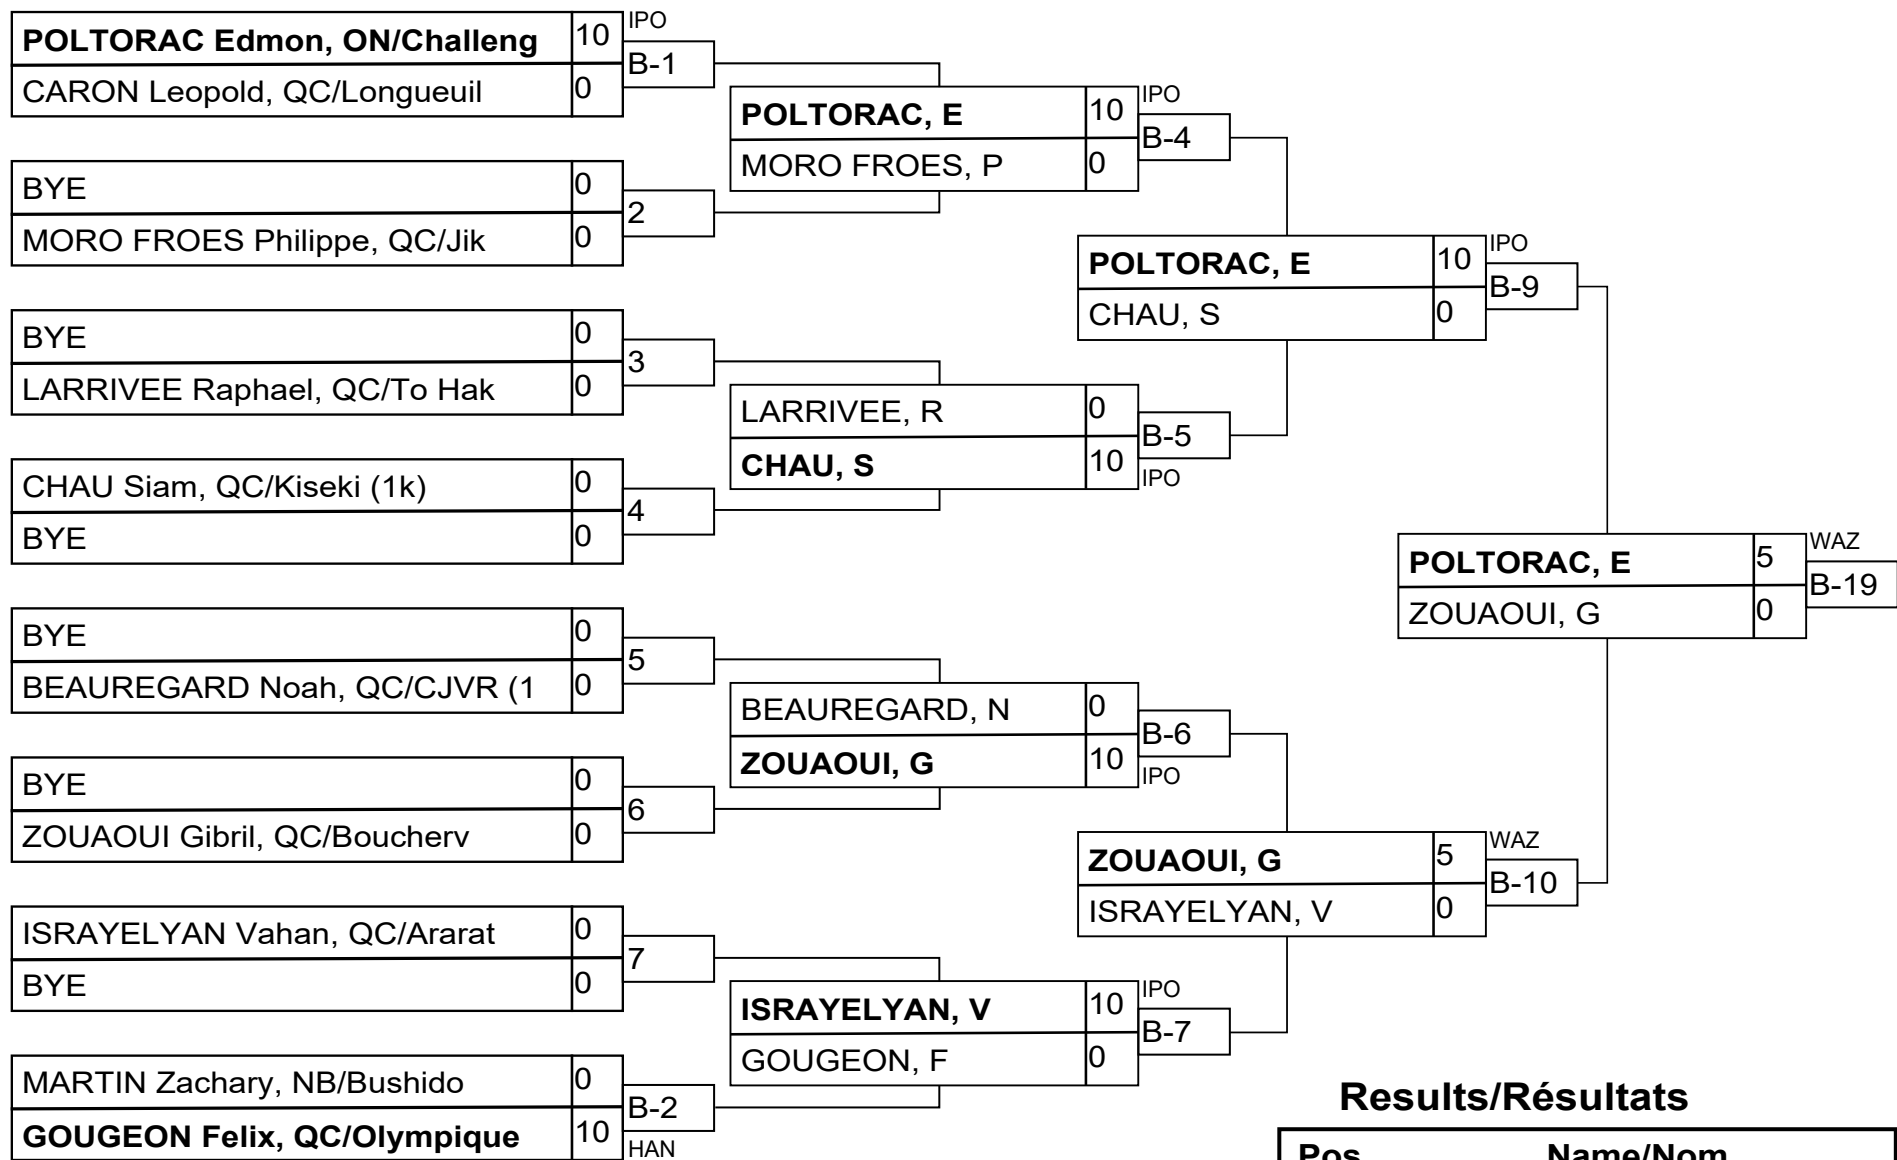 POLTORAC Edmon, ON/Challeng 10 IPO
B-1
CARON Leopold, QC/Longueuil 0
BYE 0
2
MORO FROES Philippe, QC/Jik 0
BYE 0
3
LARRIVEE Raphael, QC/To Hak 0
CHAU Siam, QC/Kiseki (1k) 0
4
BYE 0
BYE 0
5
BEAUREGARD Noah, QC/CJVR (1 0
BYE 0
6
ZOUAOUI Gibril, QC/Boucherv 0
ISRAYELYAN Vahan, QC/Ararat 0
7
BYE 0
MARTIN Zachary, NB/Bushido 0
B-2
GOUGEON Felix, QC/Olympique 10 HAN
POLTORAC, E 10 IPO
B-4
MORO FROES, P 0
LARRIVEE, R 0
B-5
CHAU, S 10 IPO
BEAUREGARD, N 0
B-6
ZOUAOUI, G 10 IPO
ISRAYELYAN, V 10 IPO
B-7
GOUGEON, F 0
POLTORAC, E 10 IPO
B-9
CHAU, S 0
ZOUAOUI, G 5 WAZ
B-10
ISRAYELYAN, V 0
POLTORAC, E 5 WAZ
B-19
ZOUAOUI, G 0
Results/Résultats
Pos Name/Nom